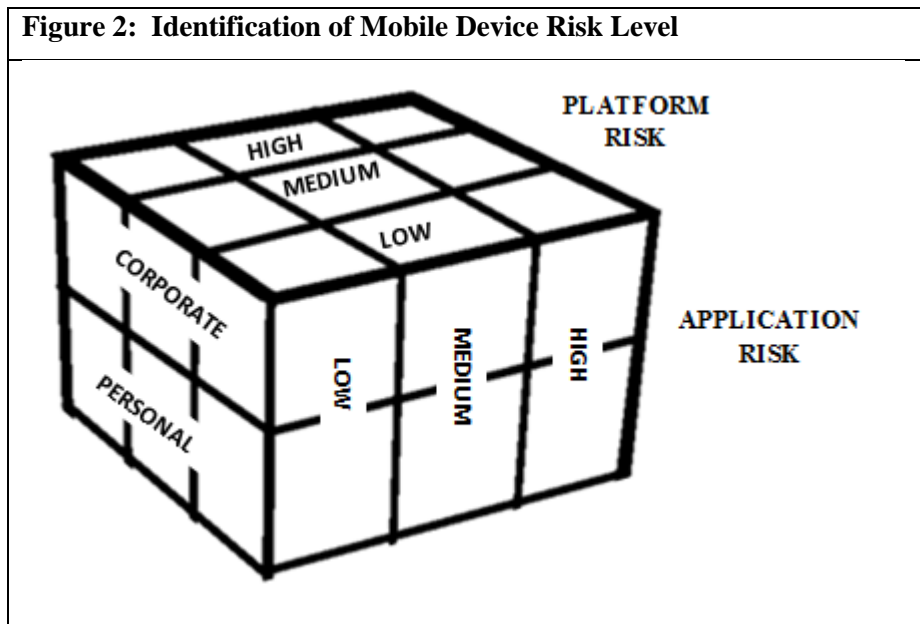 Figure 2: Identification of Mobile Device Risk Level
PLATFORM
RISK
HIGH
MEDIUM
LOW
CORPORATE
PERSONAL
LOW
MEDIUM
HIGH
APPLICATION
RISK